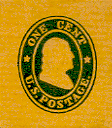 ONE CENT
U.S. POSTAGE.